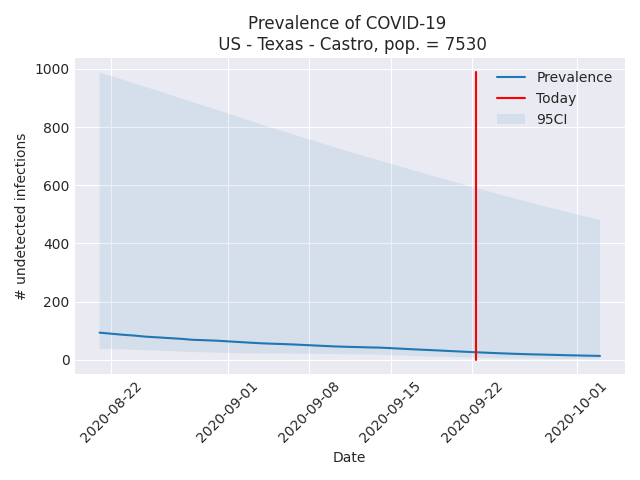 Prevalence of COVID-19
US - Texas - Castro, pop. = 7530
1000
800
600
400
200
0
# undetected infections
Prevalence
Today
95CI
2020-08-22
2020-09-01
2020-09-08
2020-09-15
2020-09-22
2020-10-01
Date